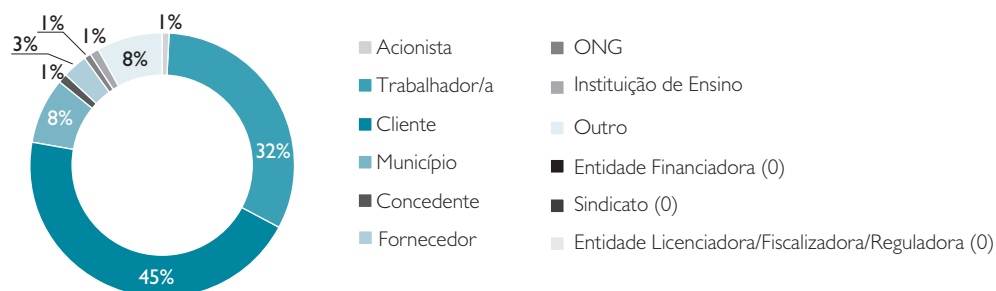 1%
1%
1%
3%
1%
8%
8%
32%
45%
Acionista
Trabalhador/a
Cliente
Município
Concedente
Fornecedor
ONG
Instituição de Ensino
Outro
Entidade Financiadora (0)
Sindicato (0)
Entidade Licenciadora/Fiscalizadora/Reguladora (0)